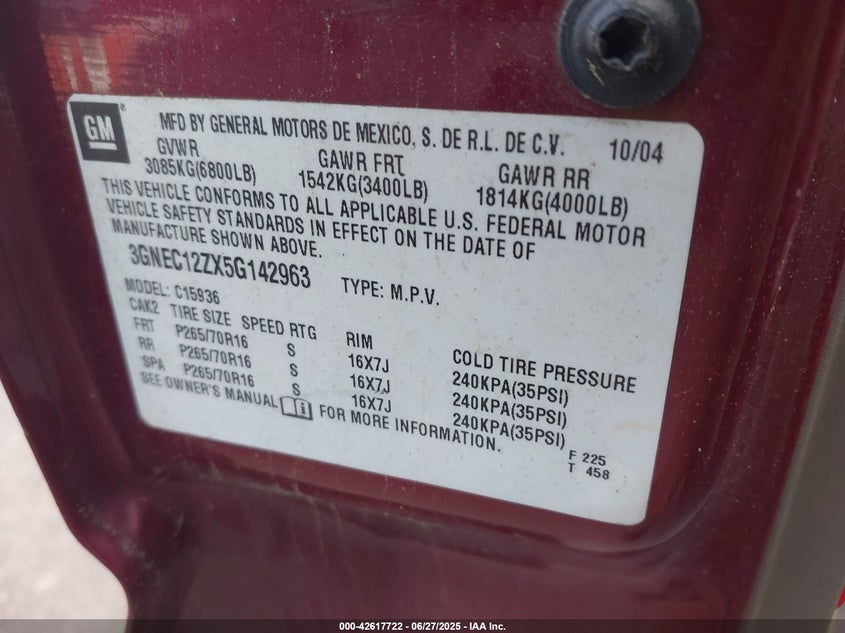 GM
MFD BY GENERAL MOTORS DE MEXICO, S. DE R.L. DE C.V. 10/04
GVWR GAWR FRT GAWR RR
3085KG(6800LB) 1542KG(3400LB) 1814KG(4000LB)
THIS VEHICLE CONFORMS TO ALL APPLICABLE U.S. FEDERAL MOTOR
VEHICLE SAFETY STANDARDS IN EFFECT ON THE DATE OF
MANUFACTURE SHOWN ABOVE.
3GNEC12ZX5G142963 TYPE: M.P.V.
MODEL: C15936
CAK2 TIRE SIZE SPEED RTG RIM COLD TIRE PRESSURE
FRT P265/70R16 S 16X7J 240KPA(35PSI)
RR P265/70R16 S 16X7J 240KPA(35PSI)
SPA P265/70R16 S 16X7J 240KPA(35PSI)
SEE OWNER'S MANUAL FOR MORE INFORMATION.
F 225
T 458
000-42617722 - 06/27/2025 - IAA Inc.